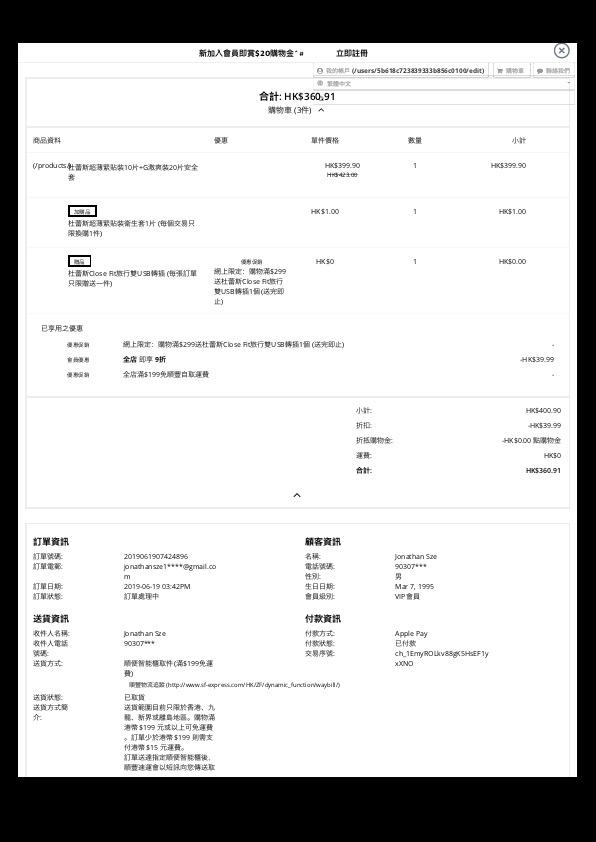 新加入會員即賞$20購物金^# 立即註冊
我的帳戶 (/users/5b618c723839333b856c0100/edit) 購物車 聯絡我們
繁體中文
合計: HK$360.91
購物車 (3件)
商品資料 優惠 單件價格 數量 小計
(/products/ 杜蕾斯超薄緊貼裝10片+G激爽裝20片安全套 HK$399.90 1 HK$399.90
HK$423.00
加購品
杜蕾斯超薄緊貼裝衛生套1片 (每個交易只限換購1件) HK$1.00 1 HK$1.00
贈品
杜蕾斯Close Fit旅行雙USB轉插 (每張訂單只限贈送一件) HK$0 1 HK$0.00
優惠促銷
網上限定：購物滿$299
送杜蕾斯Close Fit旅行
雙USB轉插1個 (送完即
止)
已享用之優惠
優惠促銷 網上限定：購物滿$299送杜蕾斯Close Fit旅行雙USB轉插1個 (送完即止) -
會員優惠 全店 即享 9折 -HK$39.99
優惠促銷 全店滿$199免順豐自取運費 -
小計: HK$400.90
折扣: -HK$39.99
折抵購物金: -HK$0.00 點購物金
運費: HK$0
合計: HK$360.91
訂單資訊
訂單號碼: 2019061907424896
訂單電郵: jonathansze1****@gmail.co
m
訂單日期: 2019-06-19 03:42PM
訂單狀態: 訂單處理中
顧客資訊
名稱: Jonathan Sze
電話號碼: 90307***
性別: 男
生日日期: Mar 7, 1995
會員級別: VIP會員
送貨資訊
收件人名稱: Jonathan Sze
收件人電話 90307***
號碼:
送貨方式: 順便智能櫃取件 (滿$199免運
費)
順豐物流追蹤 (http://www.sf-express.com/HK/ZF/dynamic_function/waybill/)
送貨狀態: 已取貨
送貨方式簡 送貨範圍目前只限於香港、九
介: 龍、新界或離島地區。購物滿
港幣 $199 元或以上可免運費
。訂單少於港幣 $199 則需支
付港幣 $15 元運費。
訂單送達指定順便智能櫃後,
順豐速運會以短訊向您傳送取
付款資訊
付款方式: Apple Pay
付款狀態: 已付款
交易序號: ch_1EmyROLkv88gK5HsEF1y
xXNO